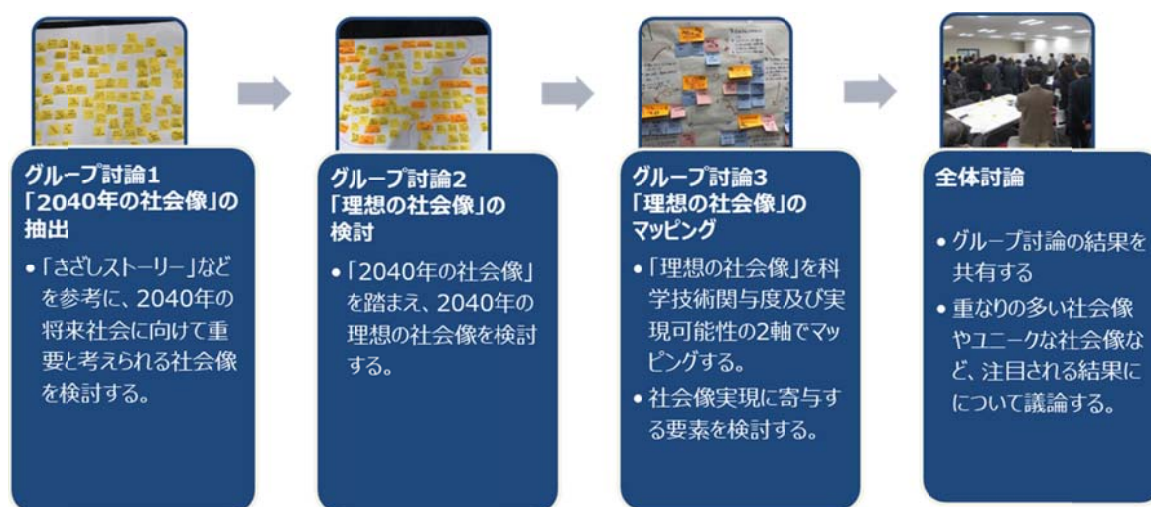 グループ討論1
「2040年の社会像」の
抽出
• 「きざしストーリー」など
を参考に、2040年の
将来社会に向けて重
要と考えられる社会像
を検討する。
グループ討論2
「理想の社会像」の
検討
• 「2040年の社会像」
を踏まえ、2040年の
理想の社会像を検討
する。
グループ討論3
「理想の社会像」の
マッピング
• 「理想の社会像」を科
学技術関与度及び実
現可能性の2軸でマッ
ピングする。
• 社会像実現に寄与す
る要素を検討する。
全体討論
• グループ討論の結果を
共有する
• 重なりの多い社会像
やユニークな社会像な
ど、注目される結果に
について議論する。